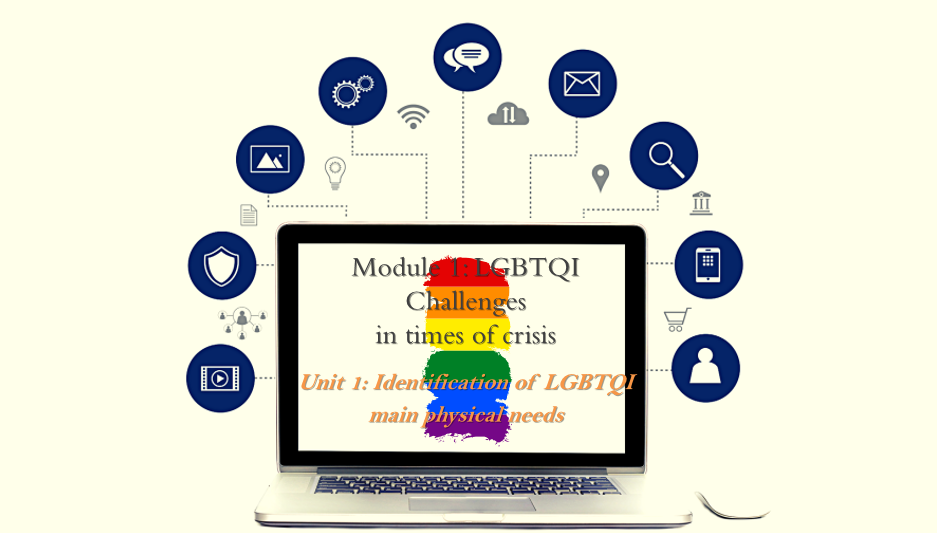 Module 1: LGBTQI
Challenges
in times of crisis
Unit 1: Identification of LGBTQI
main physical needs